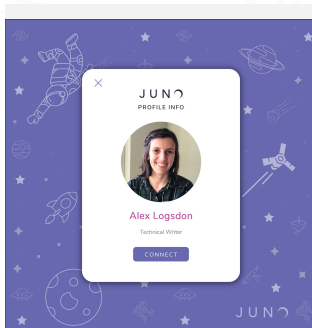 JUNO
PROFILE INFO
Alex Logsdon
Technical Writer
CONNECT
JUNO